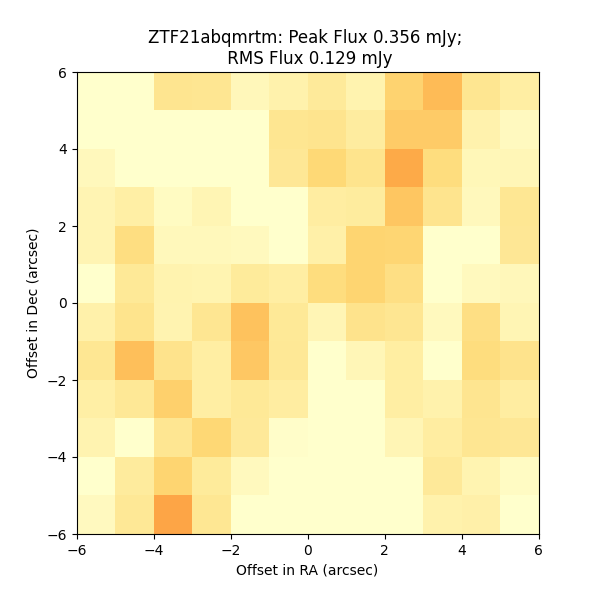 ZTF21abqmrtm: Peak Flux 0.356 mJy;
RMS Flux 0.129 mJy
6
4
2
0
−2
−4
−6
Offset in Dec (arcsec)
−6 −4 −2 0 2 4 6
Offset in RA (arcsec)